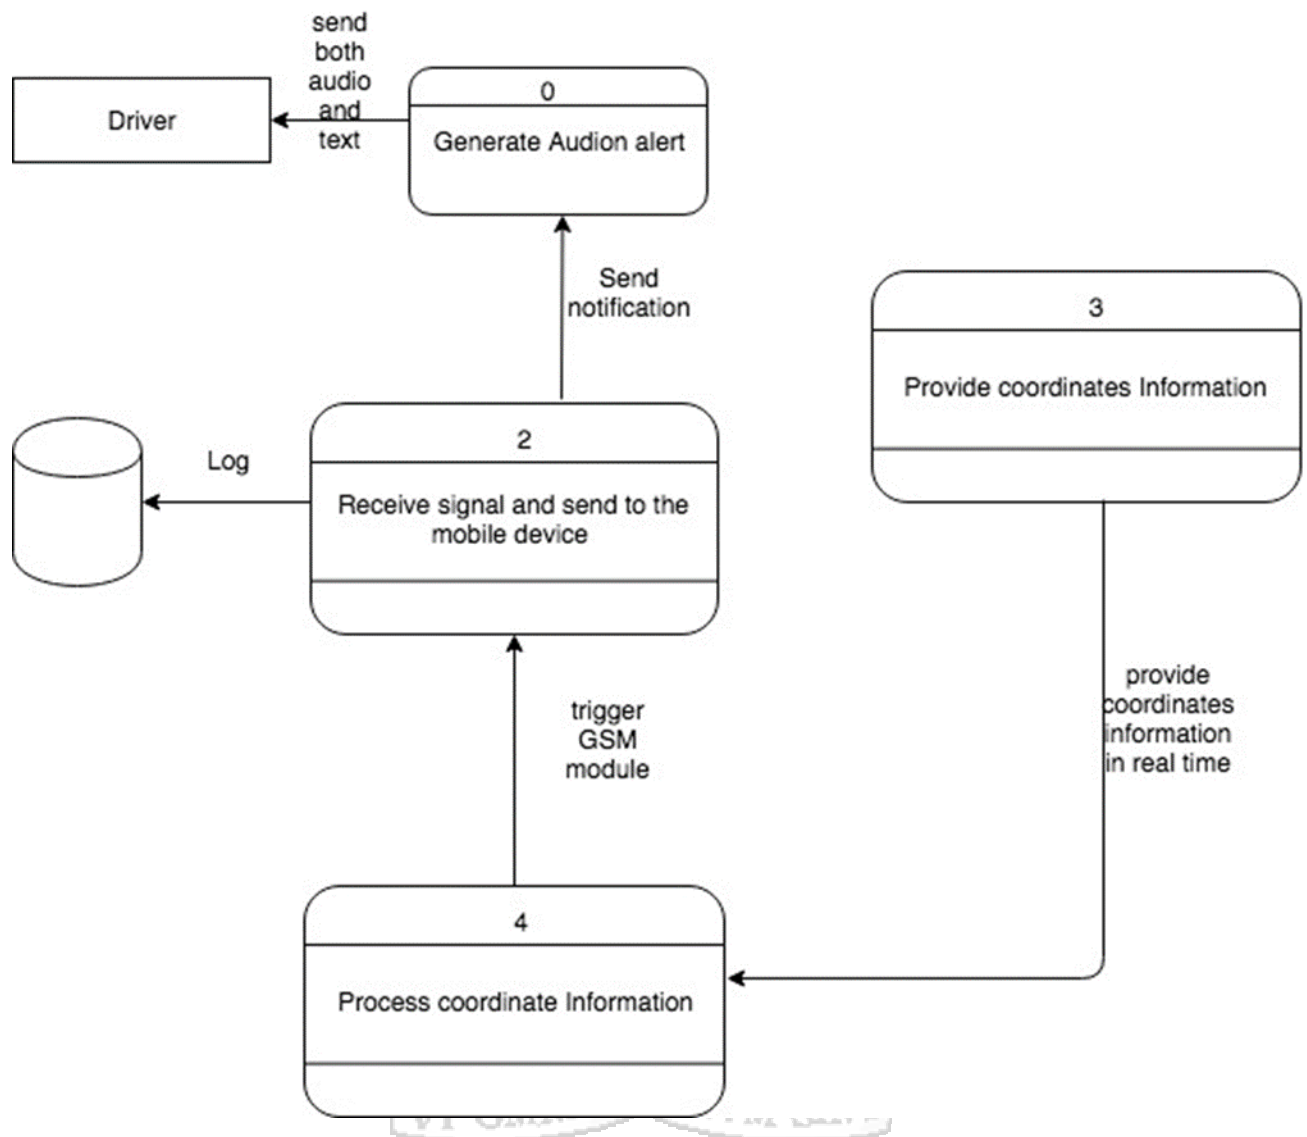 send
both
audio
and
text
Driver
0
Generate Audion alert
Send
notification
3
Provide coordinates Information
2
Receive signal and send to the
mobile device
Log
trigger
GSM
module
provide
coordinates
information
in real time
4
Process coordinate Information